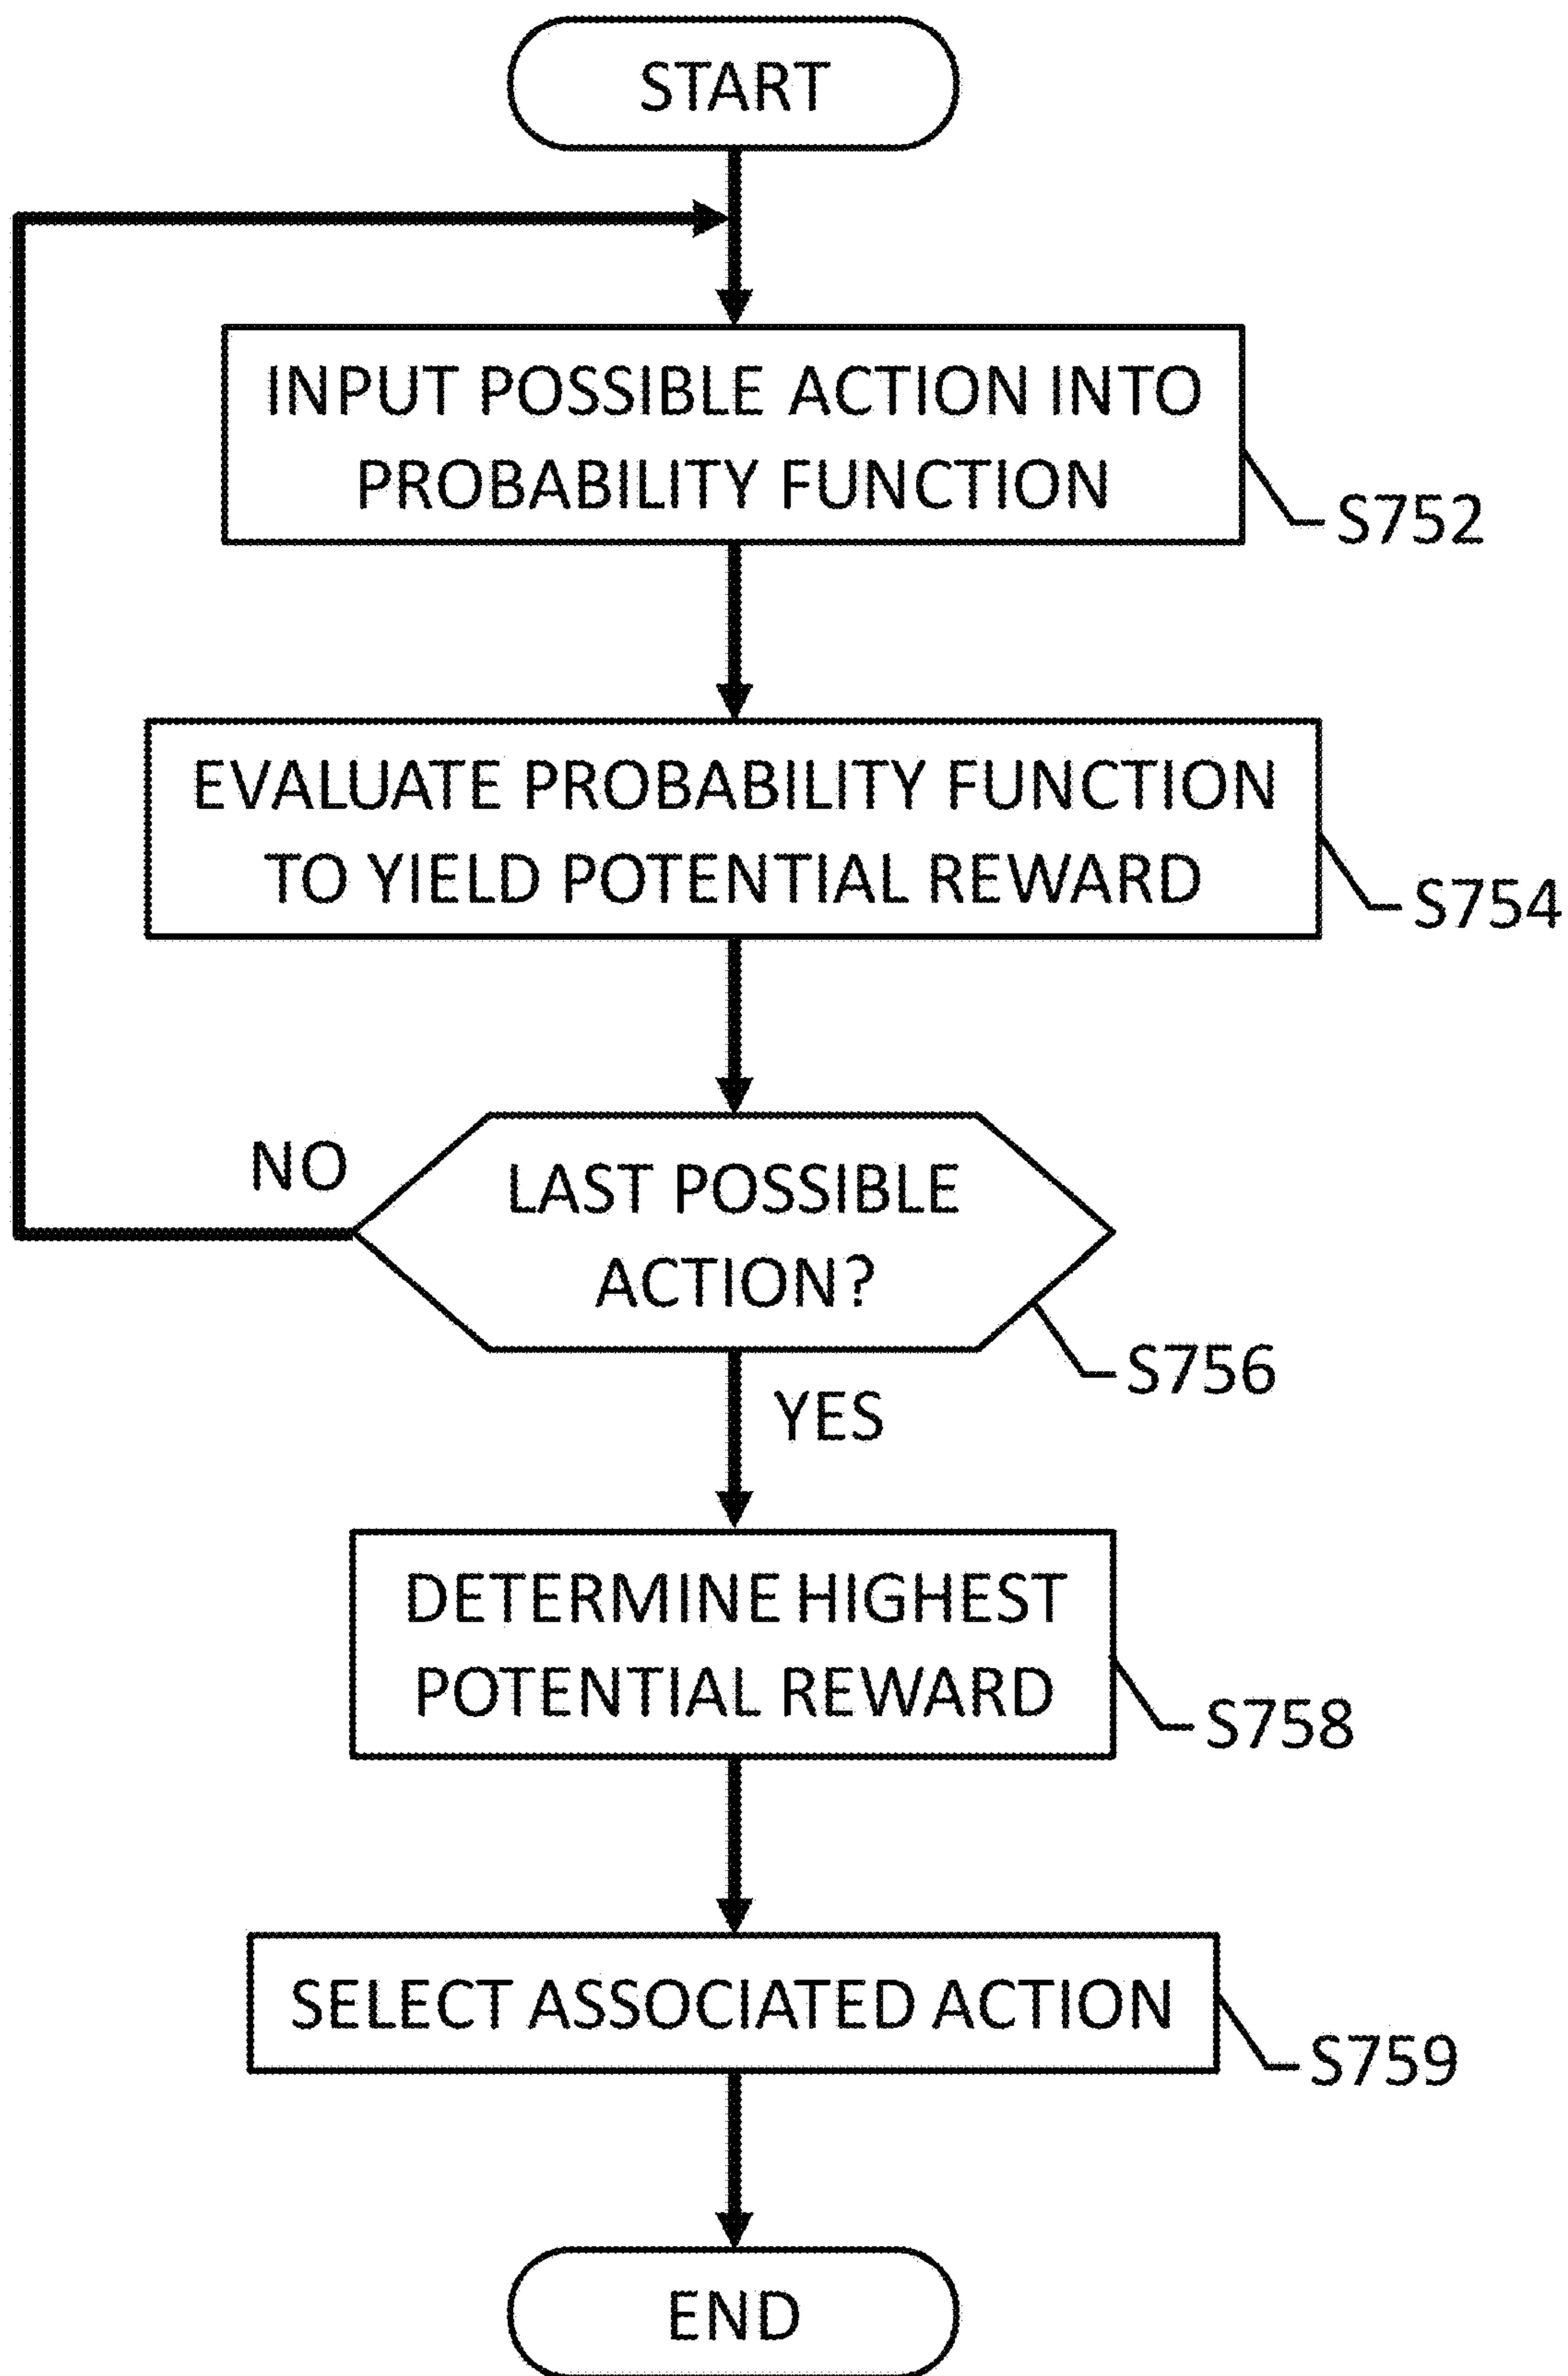 START
INPUT POSSIBLE ACTION INTO
PROBABILITY FUNCTION
S752
EVALUATE PROBABILITY FUNCTION
TO YIELD POTENTIAL REWARD
S754
NO
LAST POSSIBLE
ACTION?
S756
YES
DETERMINE HIGHEST
POTENTIAL REWARD
S758
SELECT ASSOCIATED ACTION
S759
END